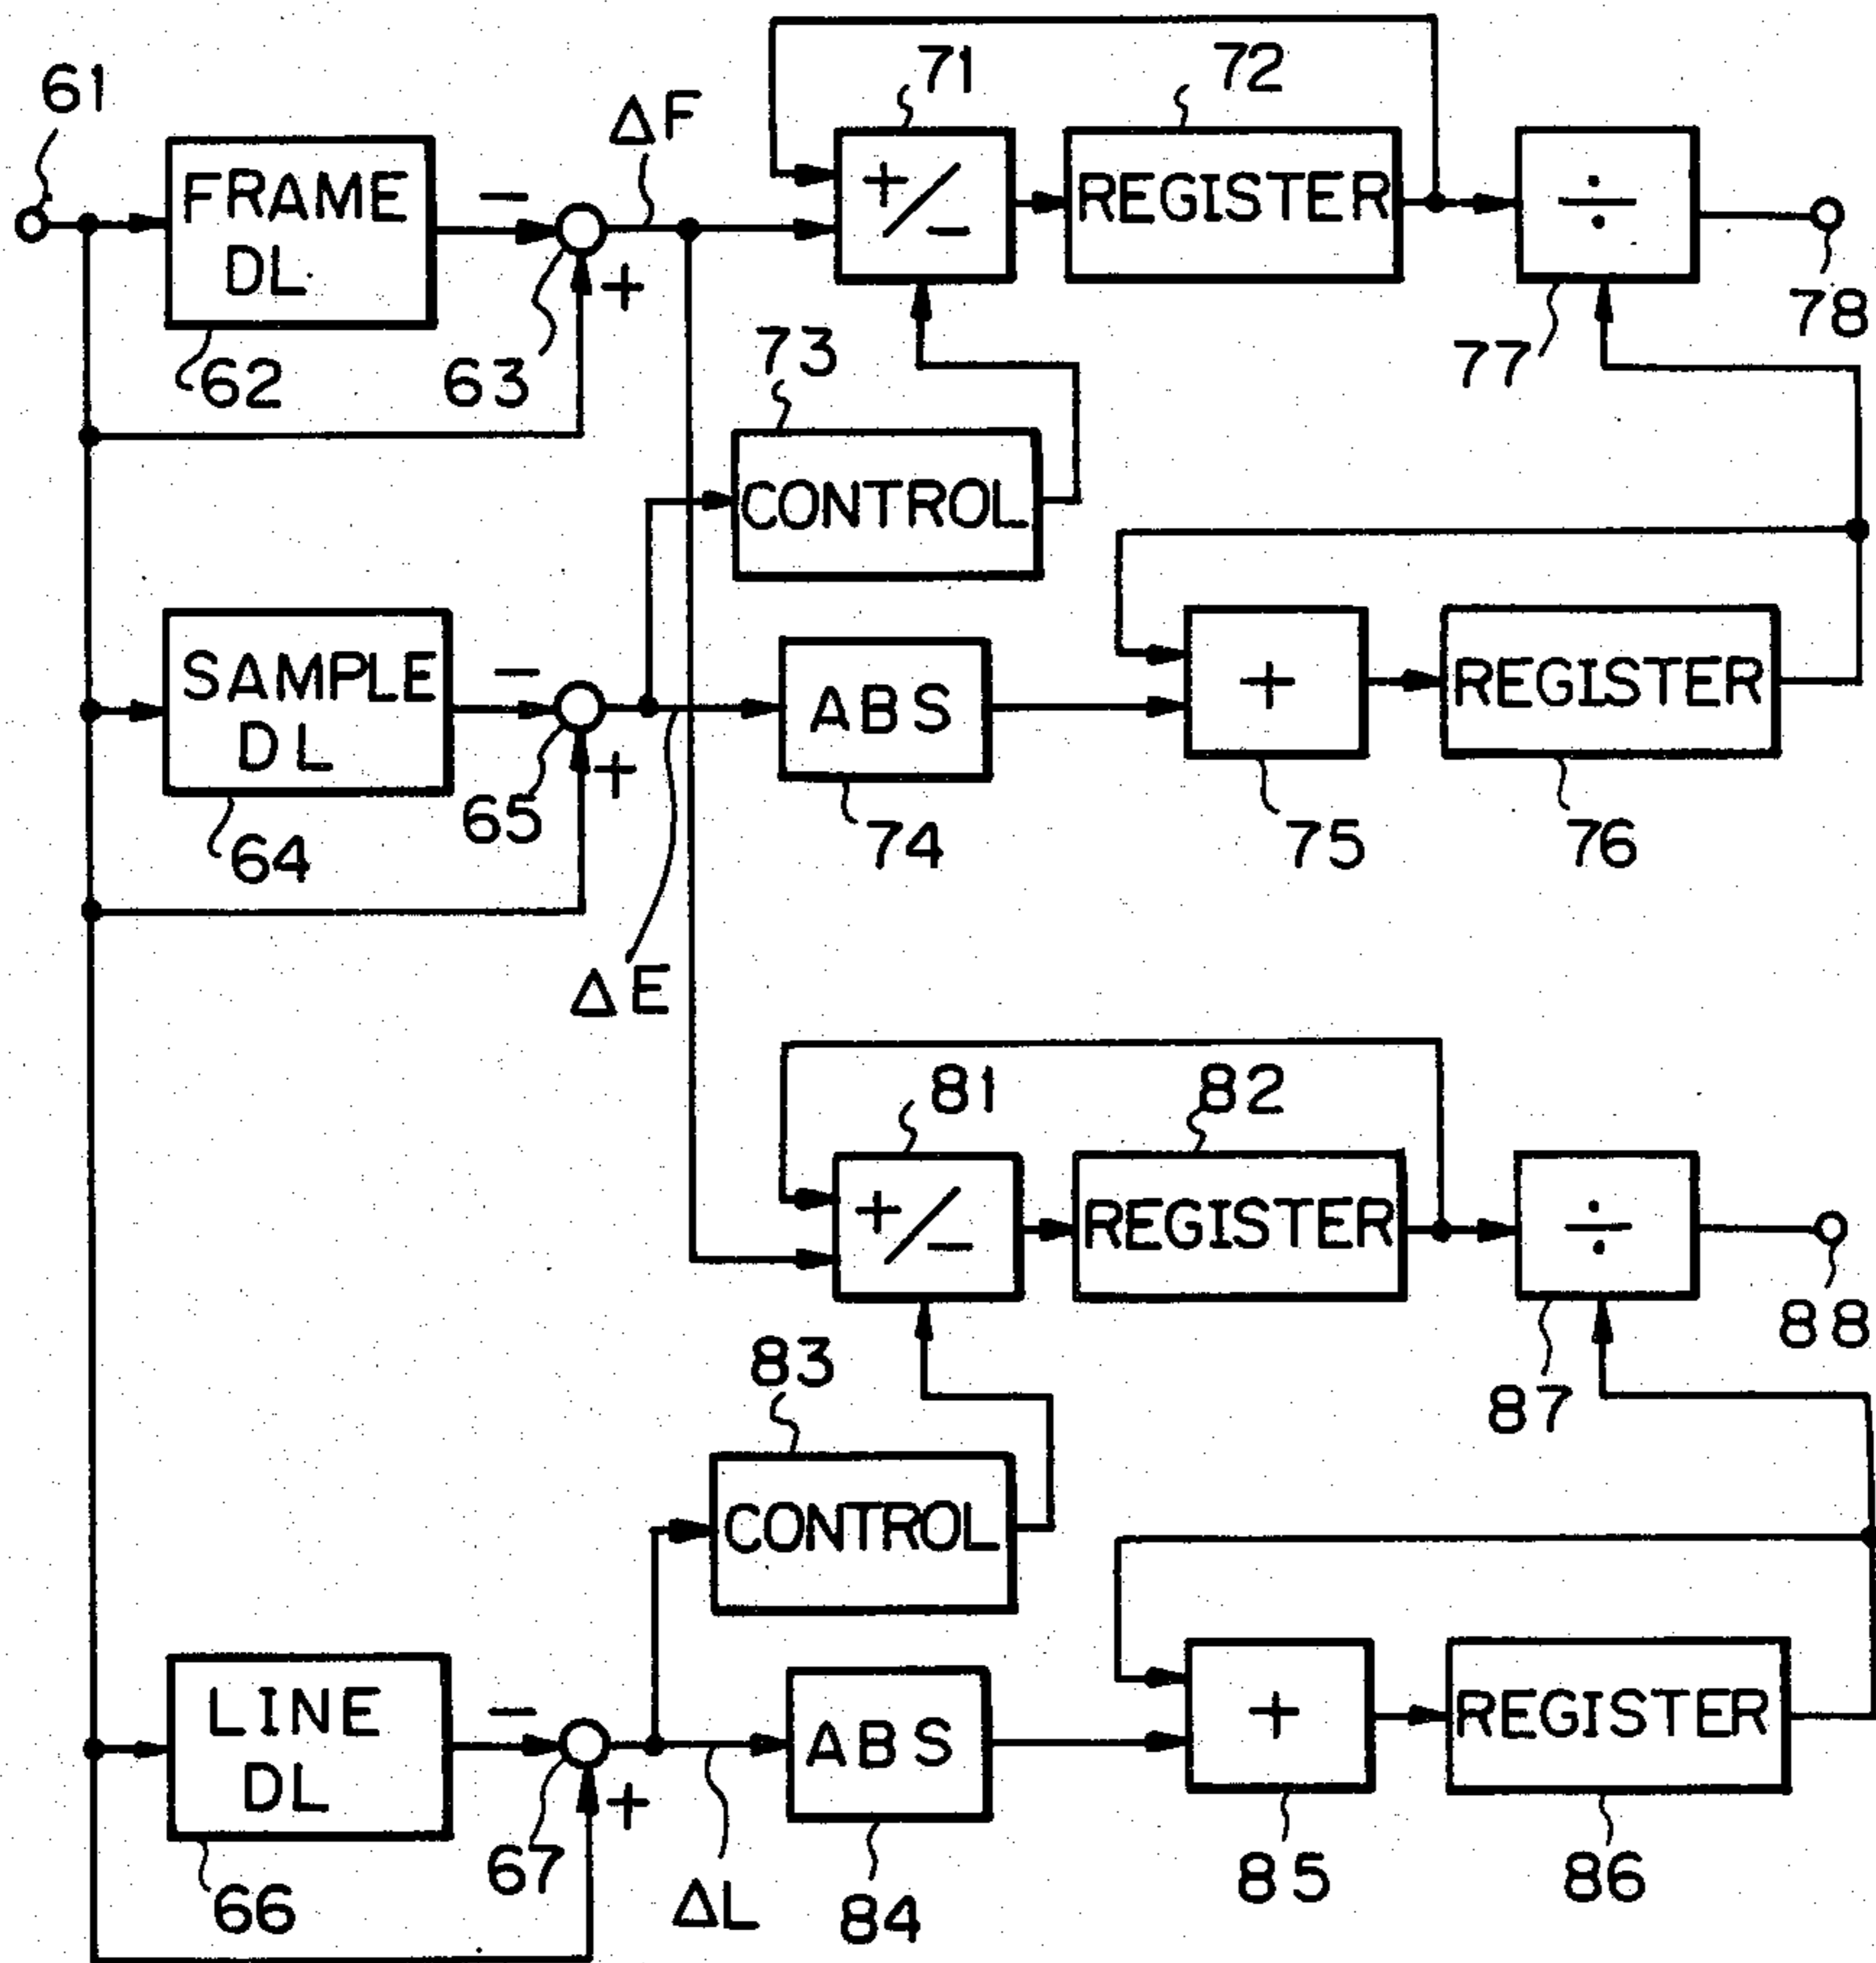 61
FRAME
DL
62
−
+
63
ΔF
71
+/−
72
REGISTER
÷
77
78
73
CONTROL
SAMPLE
DL
64
−
+
65
ΔE
ABS
74
+
75
REGISTER
76
81
+/−
82
REGISTER
÷
87
88
83
CONTROL
LINE
DL
66
−
+
67
ΔL
ABS
84
+
85
REGISTER
86